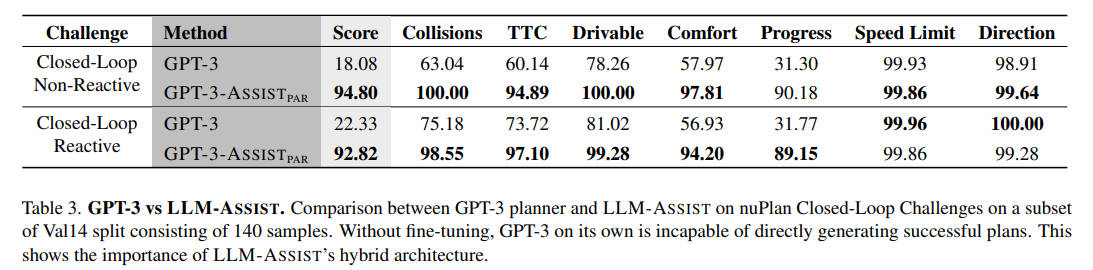 Challenge Method Score Collisions TTC Drivable Comfort Progress Speed Limit Direction
Closed-Loop Non-Reactive GPT-3 18.08 63.04 60.14 78.26 57.97 31.30 99.93 98.91
GPT-3-ASSISTPAR 94.80 100.00 94.89 100.00 97.81 90.18 99.86 99.64
Closed-Loop Reactive GPT-3 22.33 75.18 73.72 81.02 56.93 31.77 99.96 100.00
GPT-3-ASSISTPAR 92.82 98.55 97.10 99.28 94.20 89.15 99.86 99.28
Table 3. GPT-3 vs LLM-ASSIST. Comparison between GPT-3 planner and LLM-ASSIST on nuPlan Closed-Loop Challenges on a subset
of Val14 split consisting of 140 samples. Without fine-tuning, GPT-3 on its own is incapable of directly generating successful plans. This
shows the importance of LLM-ASSIST's hybrid architecture.